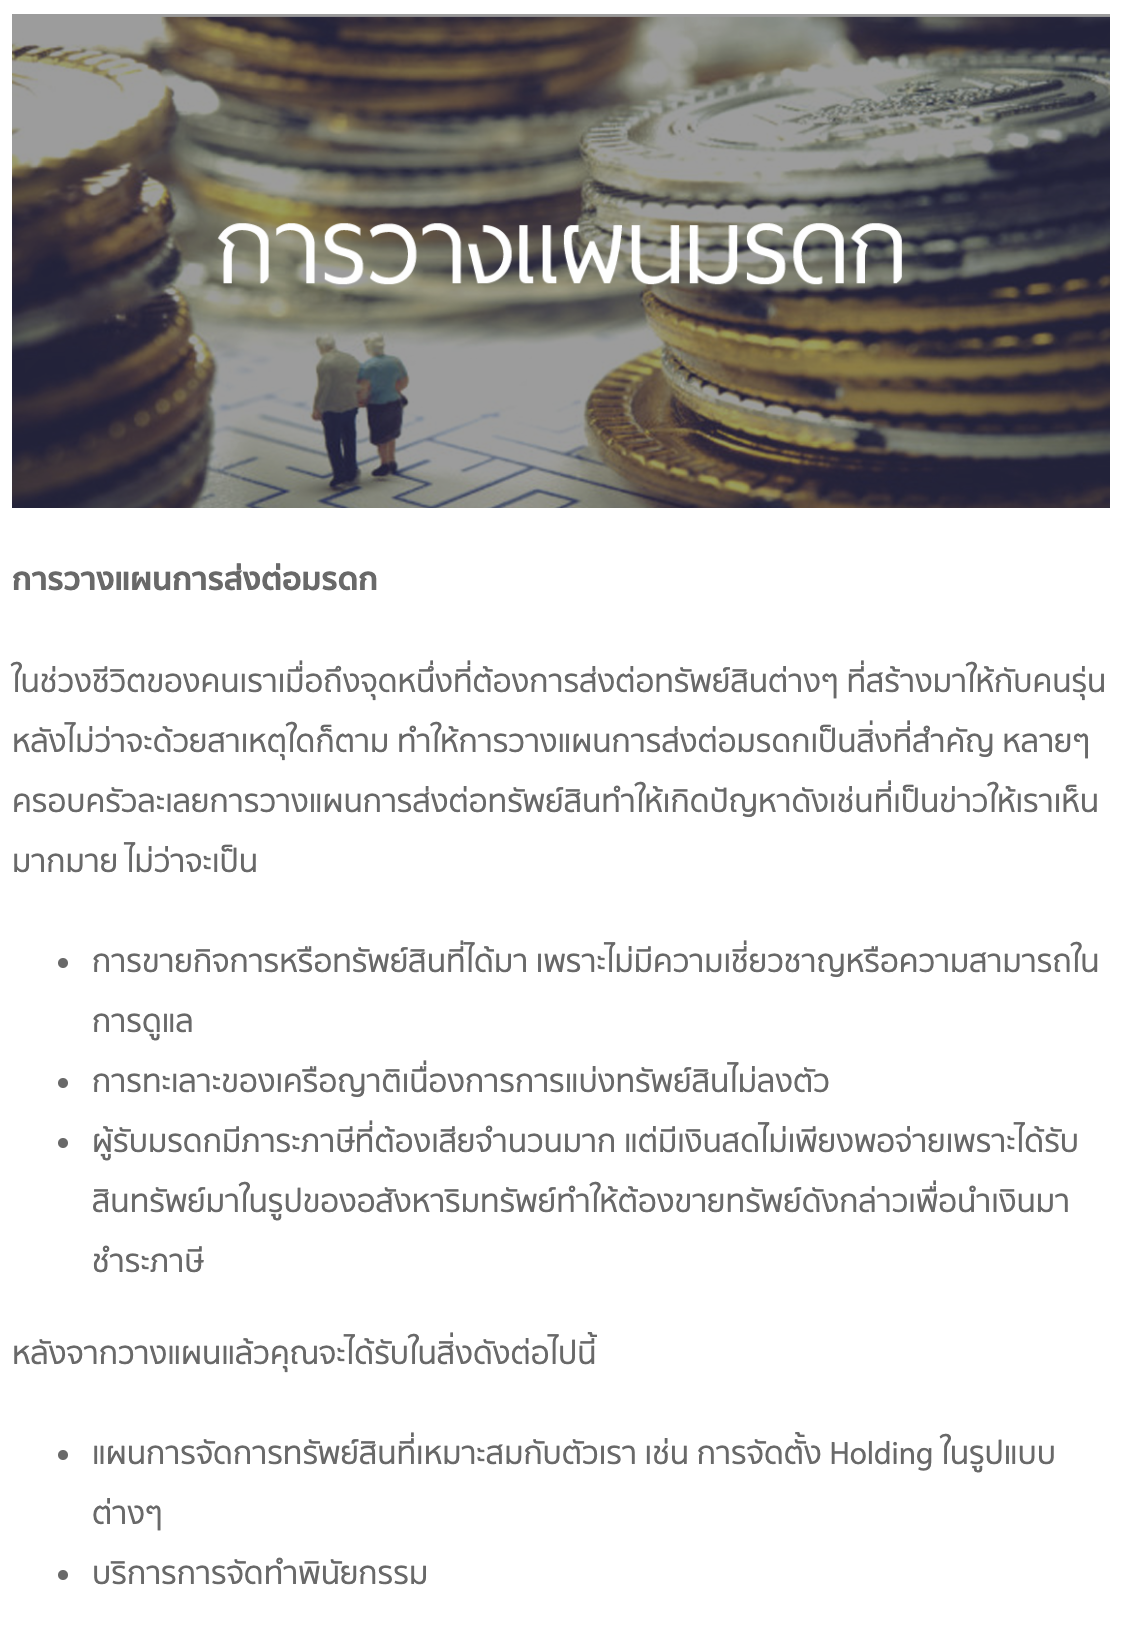 การวางแผนมรดก
การวางแผนการส่งต่อมรดก
ในช่วงชีวิตของคนเราเมื่อถึงจุดหนึ่งที่ต้องการส่งต่อทรัพย์สินต่างๆ ที่สร้างมาให้กับคนรุ่น
หลังไม่ว่าจะด้วยสาเหตุใดก็ตาม ทำให้การวางแผนการส่งต่อมรดกเป็นสิ่งที่สำคัญ หลายๆ
ครอบครัวละเลยการวางแผนการส่งต่อทรัพย์สินทำให้เกิดปัญหาดังเช่นที่เป็นข่าวให้เราเห็น
มากมาย ไม่ว่าจะเป็น
• การขายกิจการหรือทรัพย์สินที่ได้มา เพราะไม่มีความเชี่ยวชาญหรือความสามารถใน
การดูแล
• การทะเลาะของเครือญาติเนื่องการการแบ่งทรัพย์สินไม่ลงตัว
• ผู้รับมรดกมีภาระภาษีที่ต้องเสียจำนวนมาก แต่มีเงินสดไม่เพียงพอจ่ายเพราะได้รับ
สินทรัพย์มาในรูปของอสังหาริมทรัพย์ทำให้ต้องขายทรัพย์ดังกล่าวเพื่อนำเงินมา
ชำระภาษี
หลังจากวางแผนแล้วคุณจะได้รับในสิ่งดังต่อไปนี้
• แผนการจัดการทรัพย์สินที่เหมาะสมกับตัวเรา เช่น การจัดตั้ง Holding ในรูปแบบ
ต่างๆ
• บริการการจัดทำพินัยกรรม